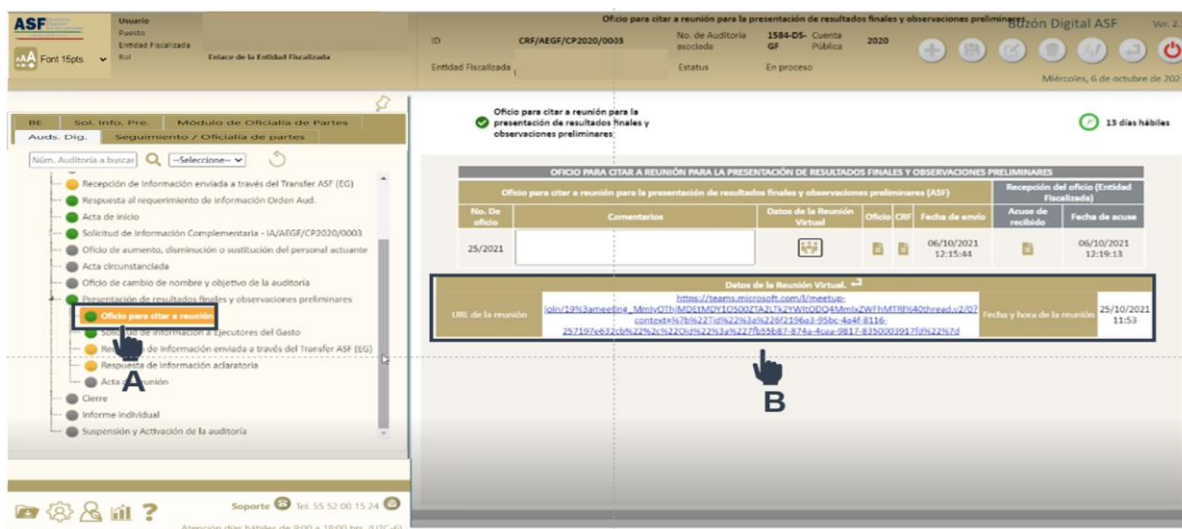 ASF
Usuario
Puesto
Entidad Fiscalizada
Rol Enlace de la Entidad Fiscalizada
AAA Font 15pts.
Oficio para citar a reunión para la presentación de resultados finales y observaciones preliminares
Buzón Digital ASF Ver. 2.
ID CRF/AEGF/CP2020/0003 No. de Auditoría asociada 1584-DS-GF Cuenta Pública 2020
Entidad Fiscalizada Estatus En proceso
Miércoles, 6 de octubre de 202
BE Sol. Info. Pre. Módulo de Oficialía de Partes
Auds. Dig. Seguimiento / Oficialía de partes
Núm. Auditoría a buscar --Seleccione--
Recepción de Información enviada a través del Transfer ASF (EG)
Respuesta al requerimiento de información Orden Aud.
Acta de Inicio
Solicitud de Información Complementaria - IA/AEGF/CP2020/0003
Oficio de aumento, disminución o sustitución del personal actuante
Acta circunstanciada
Oficio de cambio de nombre y objetivo de la auditoría
Presentación de resultados finales y observaciones preliminares
Oficio para citar a reunión
Solicitud de Información a Ejecutores del Gasto
de Información enviada a través del Transfer ASF (EG)
Respuesta de Información aclaratoria
Acta de reunión
Cierre
Informe individual
Suspensión y Activación de la auditoría
A
Soporte Tel. 55 52 00 15 24
Atención días hábiles de 9:00 a 18:00 hrs. (UTC-6)
?
Oficio para citar a reunión para la
presentación de resultados finales y
observaciones preliminares
13 días hábiles
OFICIO PARA CITAR A REUNIÓN PARA LA PRESENTACIÓN DE RESULTADOS FINALES Y OBSERVACIONES PRELIMINARES
Oficio para citar a reunión para la presentación de resultados finales y observaciones preliminares (ASF)
Recepción del oficio (Entidad
Fiscalizada)
No. De
oficio
Comentarios
Datos de la Reunión
Virtual
Oficio
CRF
Fecha de envío
Acuse de
recibido
Fecha de acuse
25/2021
06/10/2021
12:15:44
06/10/2021
12:19:13
Datos de la Reunión Virtual.
URL de la reunión
https://teams.microsoft.com/l/meetup-
Fecha y hora de la reunión
25/10/2021
11:53
B